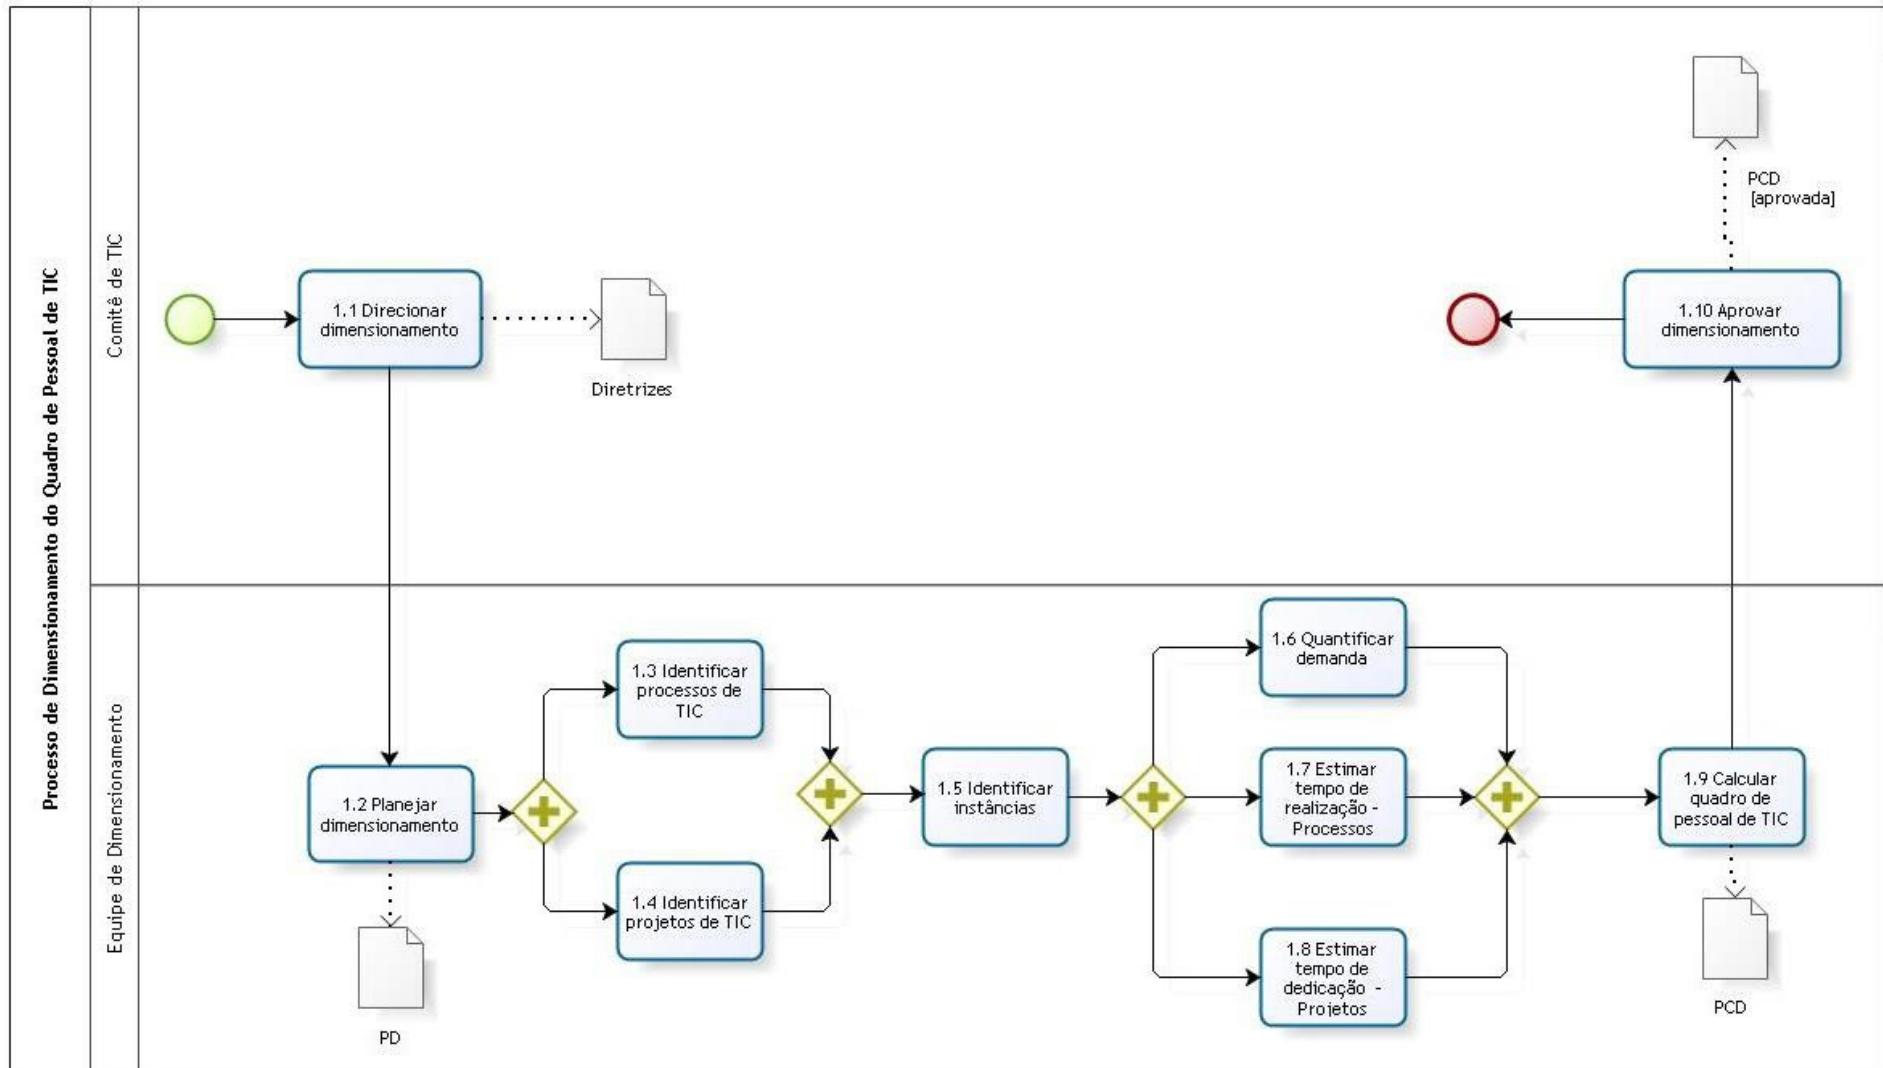 Processo de Dimensionamento do Quadro de Pessoal de TIC
Comitê de TIC
1.1 Direcionar
dimensionamento
Diretrizes
PCD
[aprovada]
1.10 Aprovar
dimensionamento
Equipe de Dimensionamento
1.2 Planejar
dimensionamento
PD
1.3 Identificar
processos de
TIC
1.4 Identificar
projetos de TIC
1.5 Identificar
instâncias
1.6 Quantificar
demanda
1.7 Estimar
tempo de
realização -
Processos
1.8 Estimar
tempo de
dedicação -
Projetos
1.9 Calcular
quadro de
pessoal de TIC
PCD